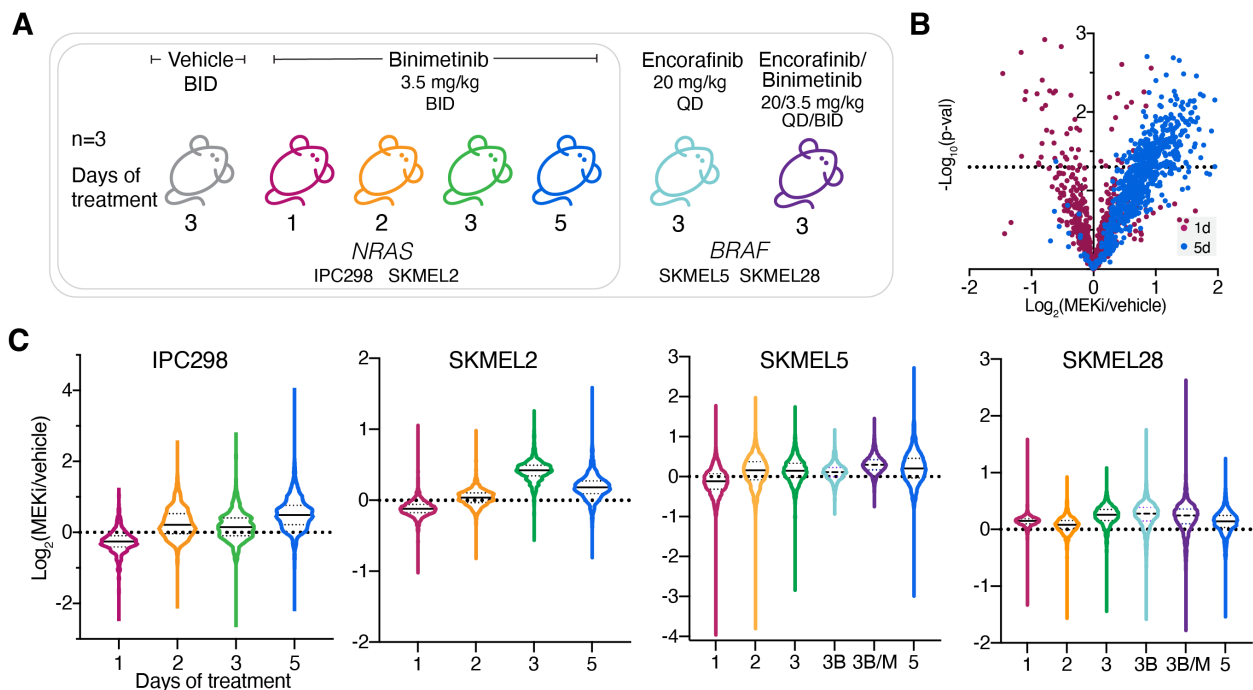 A
Vehicle
BID
Binimetinib
3.5 mg/kg
BID
Encorafinib
20 mg/kg
QD
Encorafinib/
Binimetinib
20/3.5 mg/kg
QD/BID
n=3
Days of
treatment
3
1
2
3
5
3
3
NRAS
IPC298 SKMEL2
BRAF
SKMEL5 SKMEL28
B
3
2
-Log10(p-val)
1d
5d
-2 -1 0 1 2
Log2(MEKi/vehicle)
C
IPC298
4
2
0
-2
Log2(MEKi/vehicle)
1 2 3 5
Days of treatment
SKMEL2
2
1
0
-1
-2
1 2 3 5
SKMEL5
3
2
1
0
-1
-2
-3
-4
1 2 3 3B 3B/M 5
SKMEL28
3
2
1
0
-1
-2
1 2 3 3B 3B/M 5